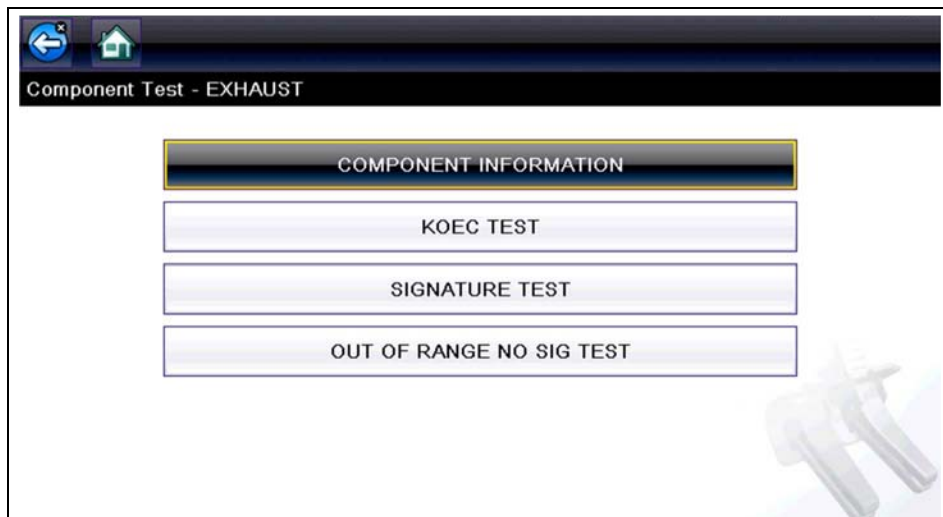 Component Test - EXHAUST
COMPONENT INFORMATION
KOEC TEST
SIGNATURE TEST
OUT OF RANGE NO SIG TEST